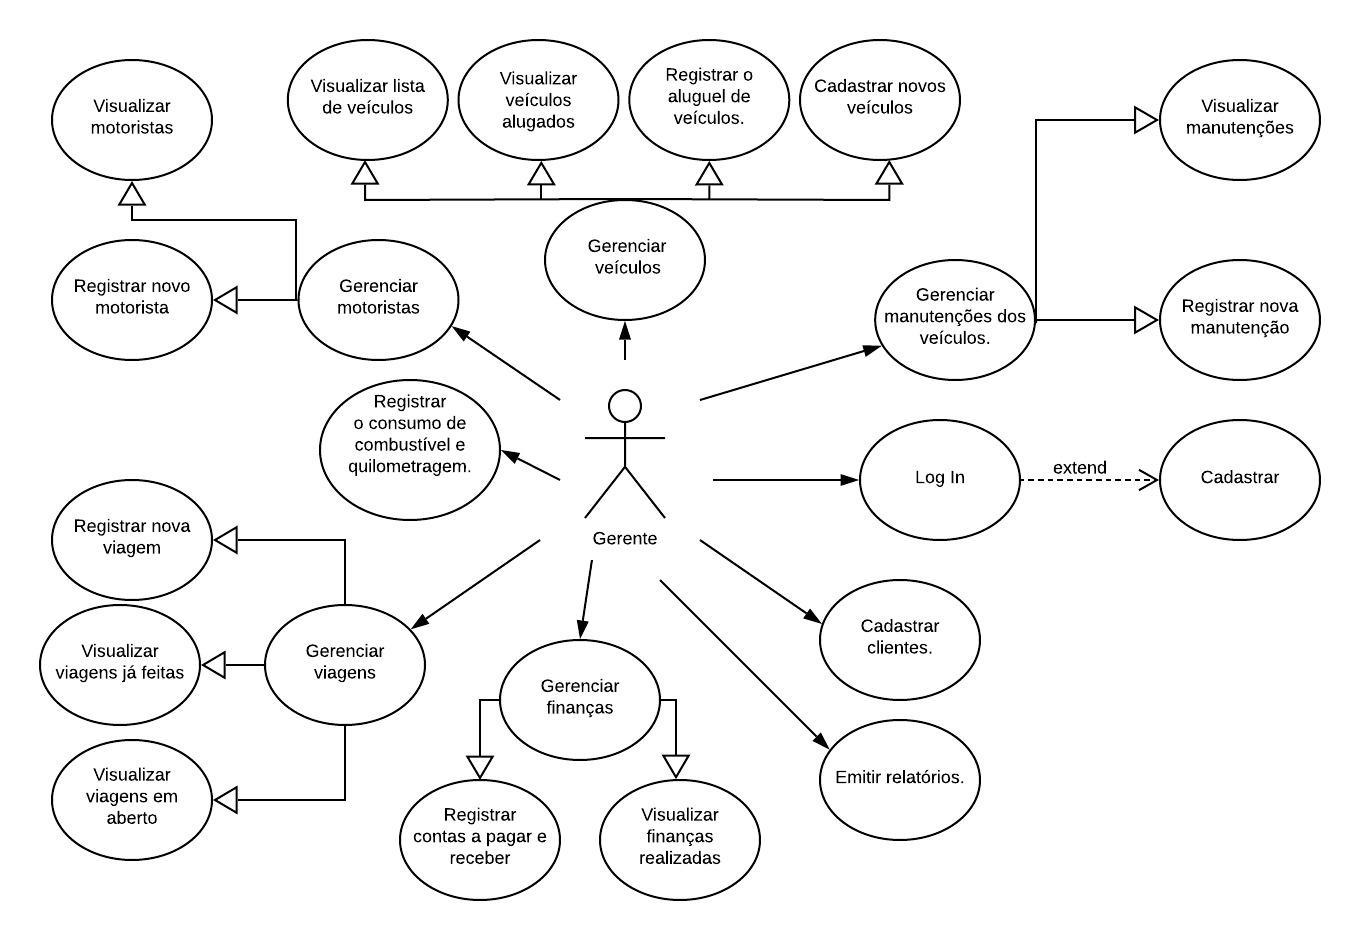 Visualizar
motoristas
Visualizar lista
de veículos
Visualizar
veículos
alugados
Registrar o
aluguel de
veículos.
Cadastrar novos
veículos
Visualizar
manutenções
Registrar novo
motorista
Gerenciar
motoristas
Gerenciar
veículos
Gerenciar
manutenções dos
veículos.
Registrar nova
manutenção
Registrar
o consumo de
combustível e
quilometragem.
Log In
extend
Cadastrar
Gerente
Registrar nova
viagem
Visualizar
viagens já feitas
Gerenciar
viagens
Visualizar
viagens em
aberto
Gerenciar
finanças
Cadastrar
clientes.
Emitir relatórios.
Registrar
contas a pagar e
receber
Visualizar
finanças
realizadas